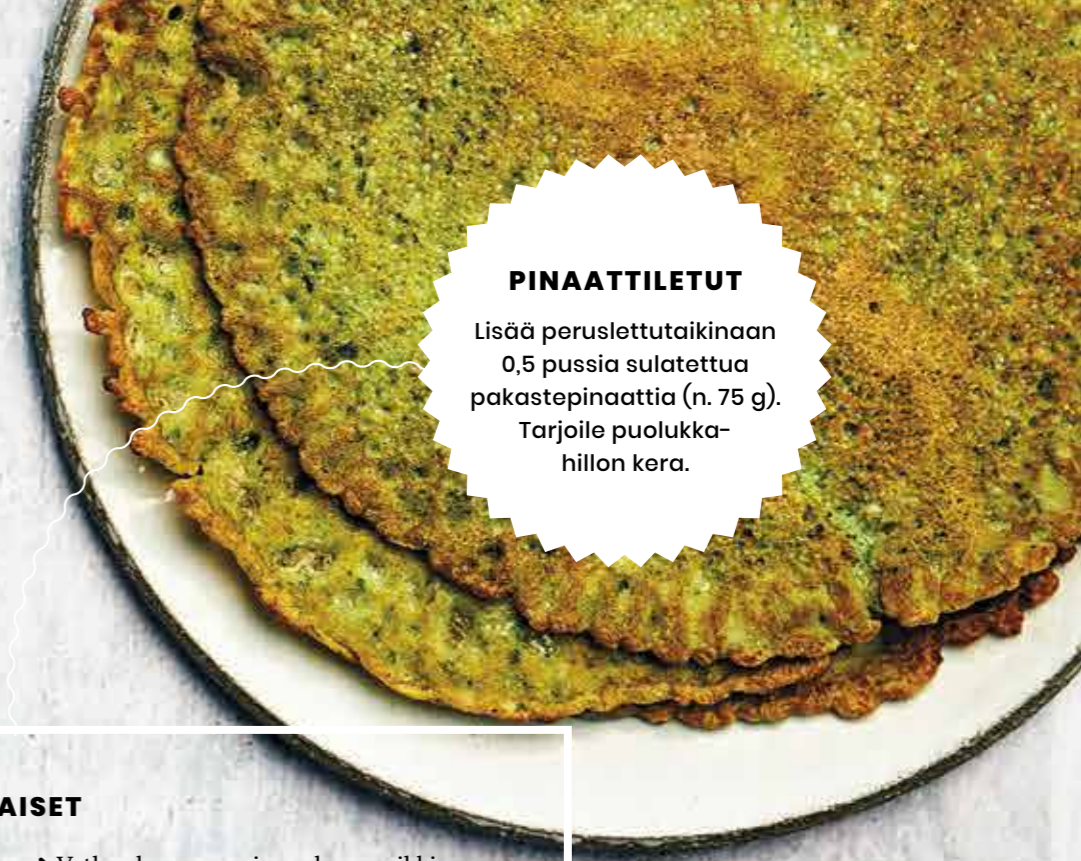 PINAATTILETUT
Lisää peruslettutaikinaan
0,5 pussia sulatettua
pakastepinaattia (n. 75 g).
Tarjoile puolukka-
hillon kera.
AISET